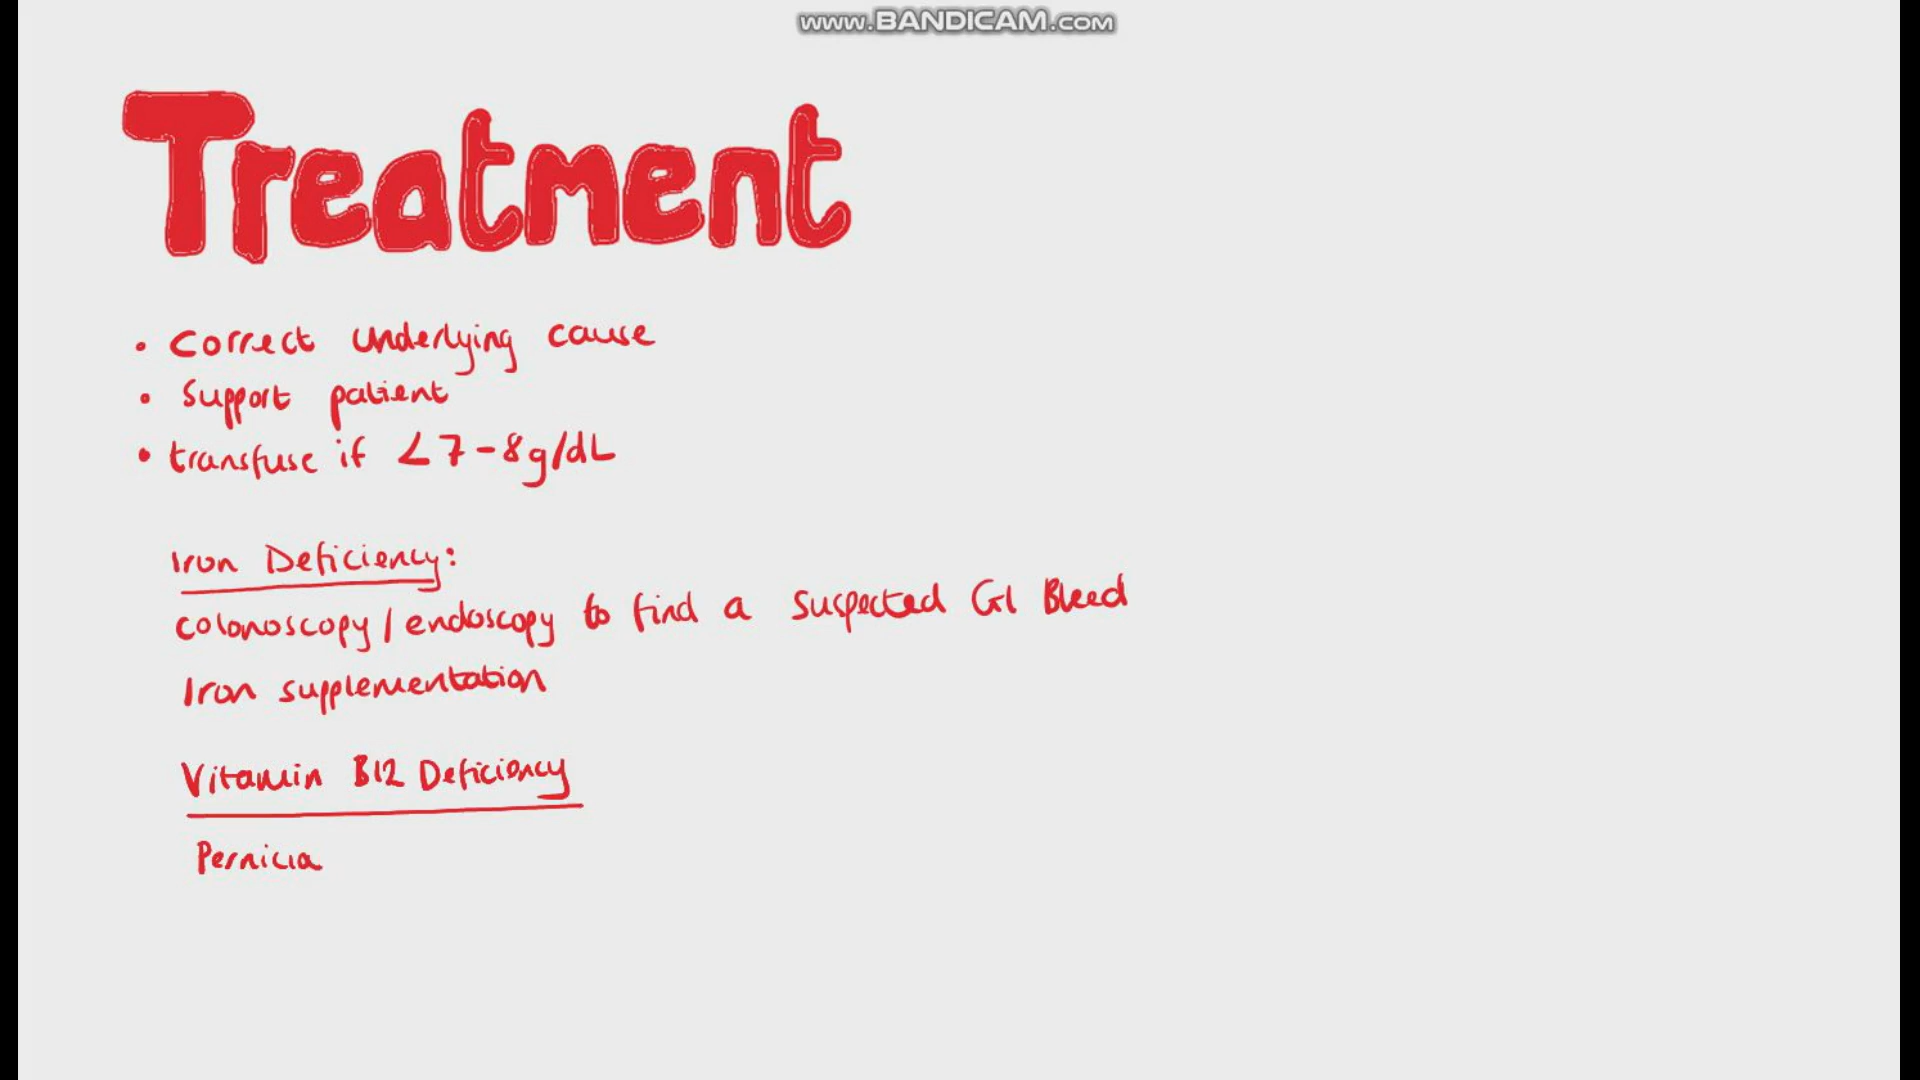 www.BANDICAM.com
Treatment
• Correct underlying cause
• Support patient
• transfuse if <7-8g/dL
Iron Deficiency:
colonoscopy/endoscopy to find a suspected GI Bleed
Iron supplementation
Vitamin B12 Deficiency
Pernicia